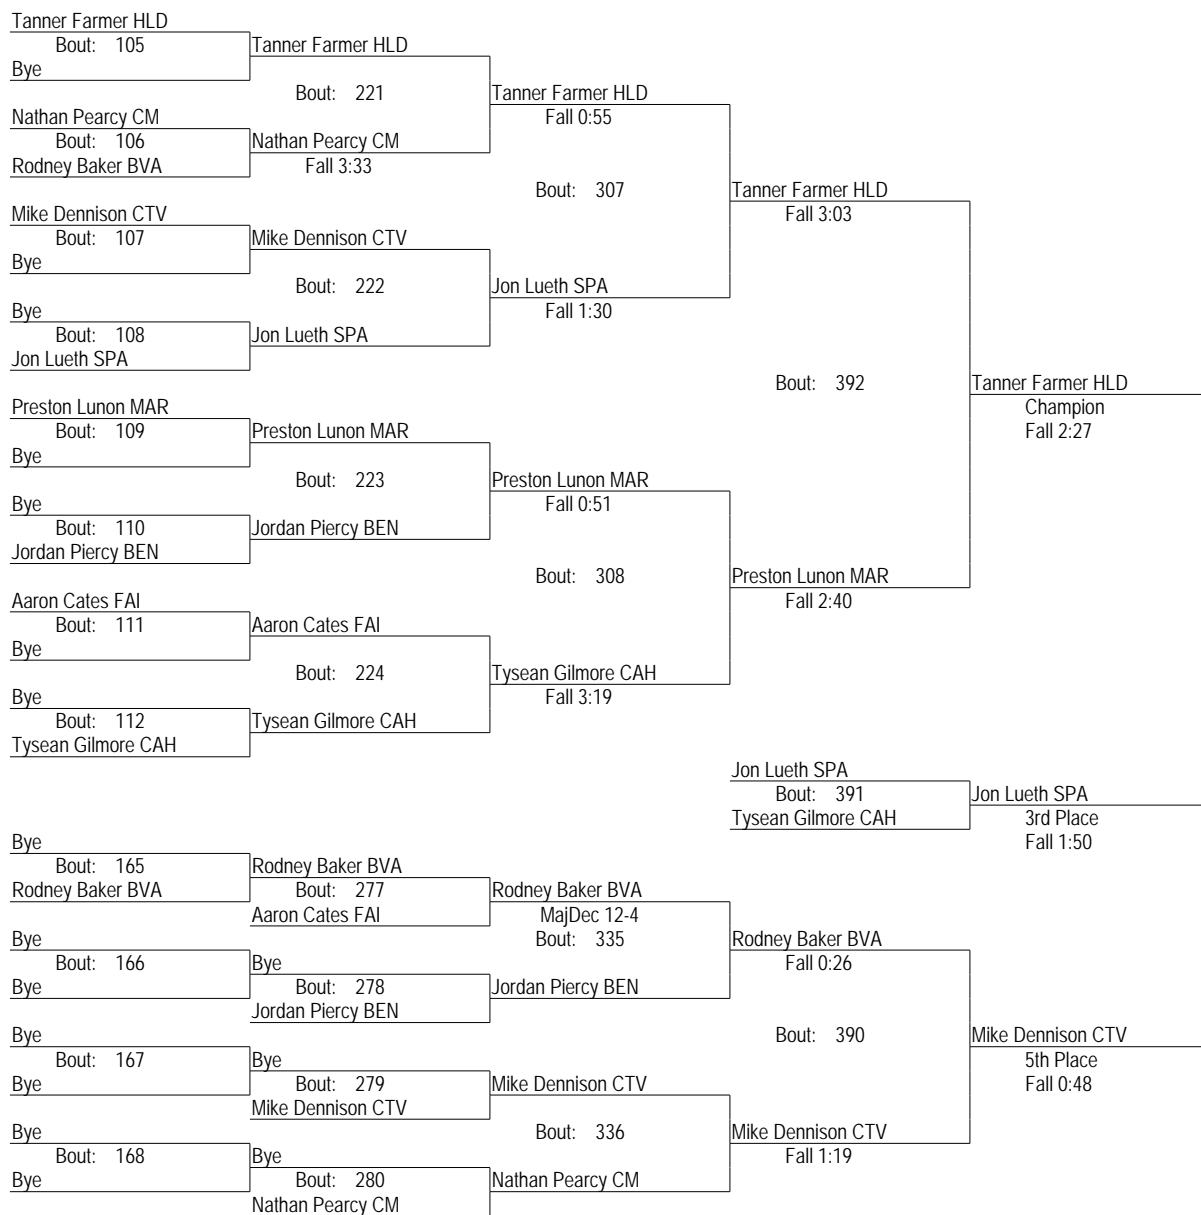 Tanner Farmer HLD
Bout: 105
Tanner Farmer HLD
Bye
Bout: 221
Tanner Farmer HLD
Nathan Pearcy CM
Fall 0:55
Bout: 106
Nathan Pearcy CM
Rodney Baker BVA
Fall 3:33
Bout: 307
Tanner Farmer HLD
Mike Dennison CTV
Fall 3:03
Bout: 107
Mike Dennison CTV
Bye
Bout: 222
Jon Lueth SPA
Bye
Fall 1:30
Bout: 108
Jon Lueth SPA
Jon Lueth SPA
Bout: 392
Tanner Farmer HLD
Preston Lunon MAR
Champion
Bout: 109
Preston Lunon MAR
Fall 2:27
Bye
Bout: 223
Preston Lunon MAR
Bye
Fall 0:51
Bout: 110
Jordan Piercy BEN
Jordan Piercy BEN
Bout: 308
Preston Lunon MAR
Aaron Cates FAI
Fall 2:40
Bout: 111
Aaron Cates FAI
Bye
Bout: 224
Tysean Gilmore CAH
Bye
Fall 3:19
Bout: 112
Tysean Gilmore CAH
Tysean Gilmore CAH
Jon Lueth SPA
Bout: 391
Jon Lueth SPA
Tysean Gilmore CAH
3rd Place
Fall 1:50
Bye
Bout: 165
Rodney Baker BVA
Rodney Baker BVA
Bout: 277
Rodney Baker BVA
Aaron Cates FAI
MajDec 12-4
Bye
Bout: 335
Rodney Baker BVA
Bout: 166
Bye
Fall 0:26
Bye
Bout: 278
Jordan Piercy BEN
Jordan Piercy BEN
Bye
Bout: 390
Mike Dennison CTV
Bout: 167
Bye
5th Place
Bye
Bout: 279
Mike Dennison CTV
Fall 0:48
Mike Dennison CTV
Bye
Bout: 336
Mike Dennison CTV
Bout: 168
Bye
Fall 1:19
Bye
Bout: 280
Nathan Pearcy CM
Nathan Pearcy CM